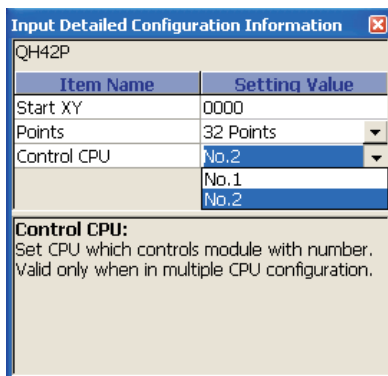 Input Detailed Configuration Information
QH42P
Item Name Setting Value
Start XY 0000
Points 32 Points
Control CPU No.2
No.1
No.2
Control CPU:
Set CPU which controls module with number.
Valid only when in multiple CPU configuration.